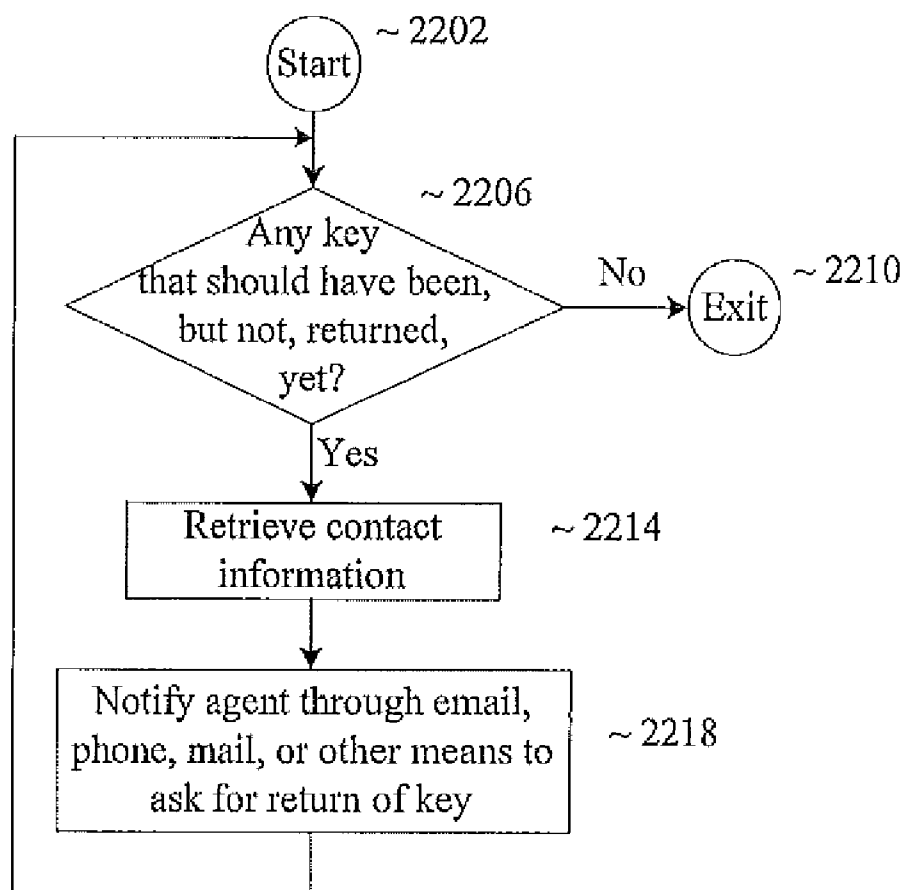 ~ 2202
Start
~ 2206
Any key
that should have been,
but not, returned,
yet?
No
~ 2210
Exit
Yes
Retrieve contact
information
~ 2214
Notify agent through email,
phone, mail, or other means to
ask for return of key
~ 2218